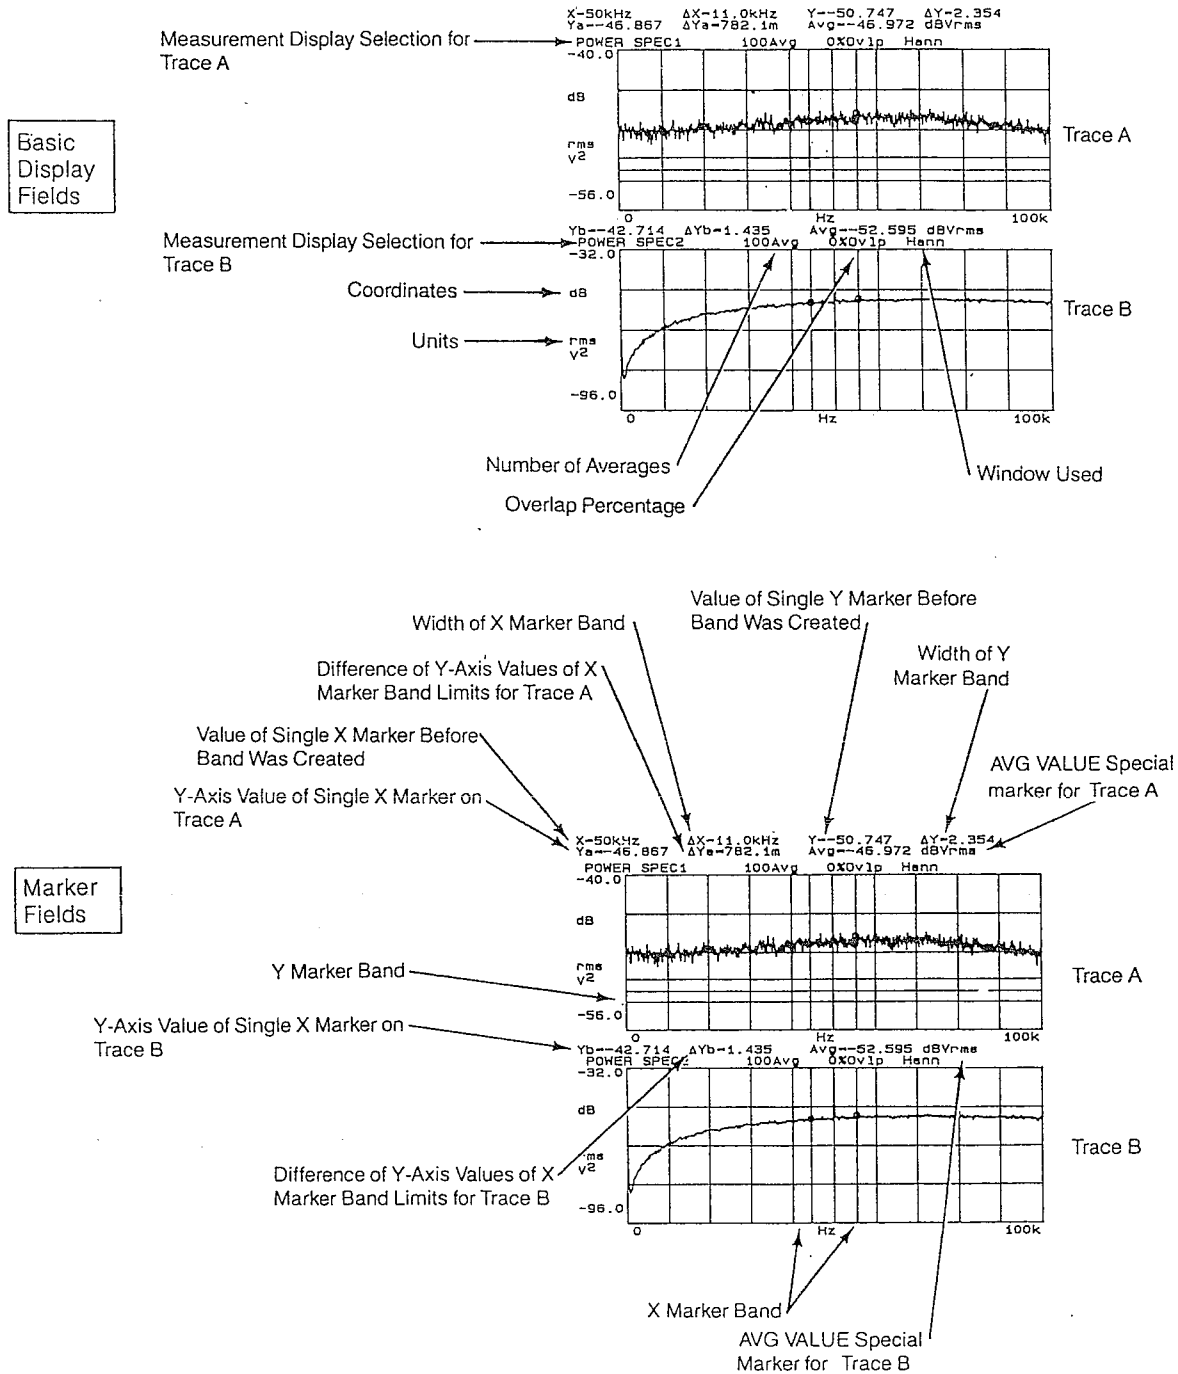 X=50kHz ΔX=11.0kHz Y=-50.747 ΔY=2.354
Ya=-46.867 ΔYa=782.1m Avg=-46.972 dBVrms
Measurement Display Selection for
Trace A
POWER SPEC1 100Avg 0%Ovlp Hann
-40.0
dB
rms
V2
-56.0
0 Hz 100k
Trace A
Basic
Display
Fields
Yb=-42.714 ΔYb=1.435 Avg=-52.595 dBVrms
Measurement Display Selection for
Trace B
POWER SPEC2 100Avg 0%Ovlp Hann
-32.0
Coordinates
dB
Trace B
Units
rms
V2
-96.0
0 Hz 100k
Number of Averages
Window Used
Overlap Percentage
Value of Single Y Marker Before
Band Was Created
Width of X Marker Band
Width of Y
Marker Band
Difference of Y-Axis Values of X
Marker Band Limits for Trace A
Value of Single X Marker Before
Band Was Created
AVG VALUE Special
marker for Trace A
Y-Axis Value of Single X Marker on
Trace A
X=50kHz ΔX=11.0kHz Y=-50.747 ΔY=2.354
Ya=-46.867 ΔYa=782.1m Avg=-46.972 dBVrms
POWER SPEC1 100Avg 0%Ovlp Hann
-40.0
Marker
Fields
dB
rms
V2
Y Marker Band
Trace A
-56.0
0 Hz 100k
Y-Axis Value of Single X Marker on
Trace B
Yb=-42.714 ΔYb=1.435 Avg=-52.595 dBVrms
POWER SPEC2 100Avg 0%Ovlp Hann
-32.0
dB
Trace B
rms
V2
Difference of Y-Axis Values of X
Marker Band Limits for Trace B
-96.0
0 Hz 100k
X Marker Band
AVG VALUE Special
Marker for Trace B